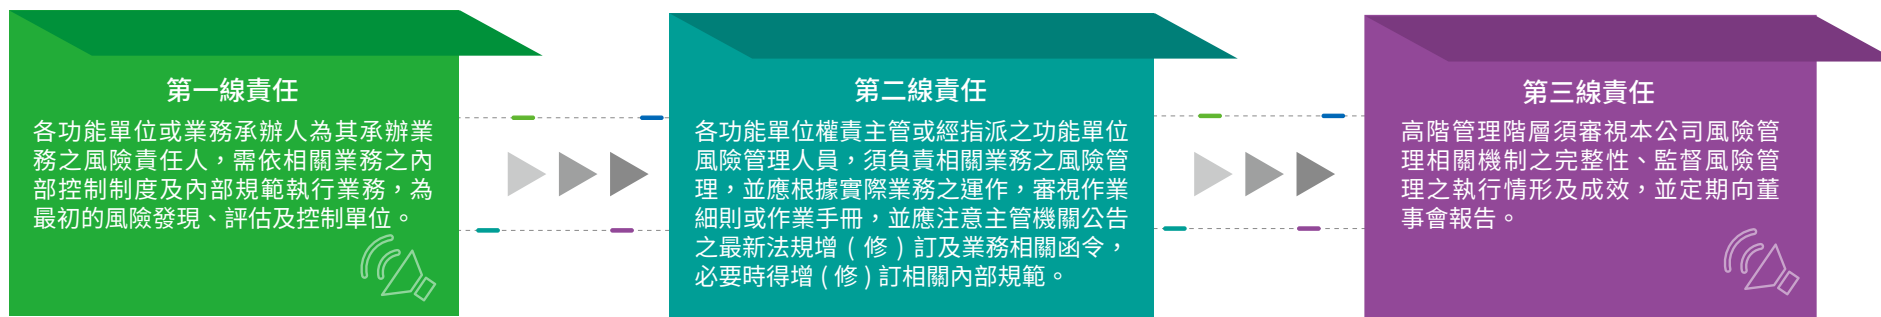 第一線責任
各功能單位或業務承辦人為其承辦業
務之風險責任人，需依相關業務之內
部控制制度及內部規範執行業務，為
最初的風險發現、評估及控制單位。
第二線責任
各功能單位權責主管或經指派之功能單位
風險管理人員，須負責相關業務之風險管
理，並應根據實際業務之運作，審視作業
細則或作業手冊，並應注意主管機關公告
之最新法規增 ( 修 ) 訂及業務相關函令，
必要時得增 ( 修 ) 訂相關內部規範。
第三線責任
高階管理階層須審視本公司風險管
理相關機制之完整性、監督風險管
理之執行情形及成效，並定期向董
事會報告。